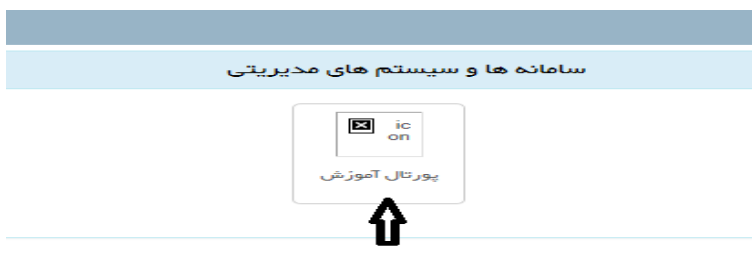 سامانه ها و سیستم های مدیریتی
ic
on
پورتال آموزش